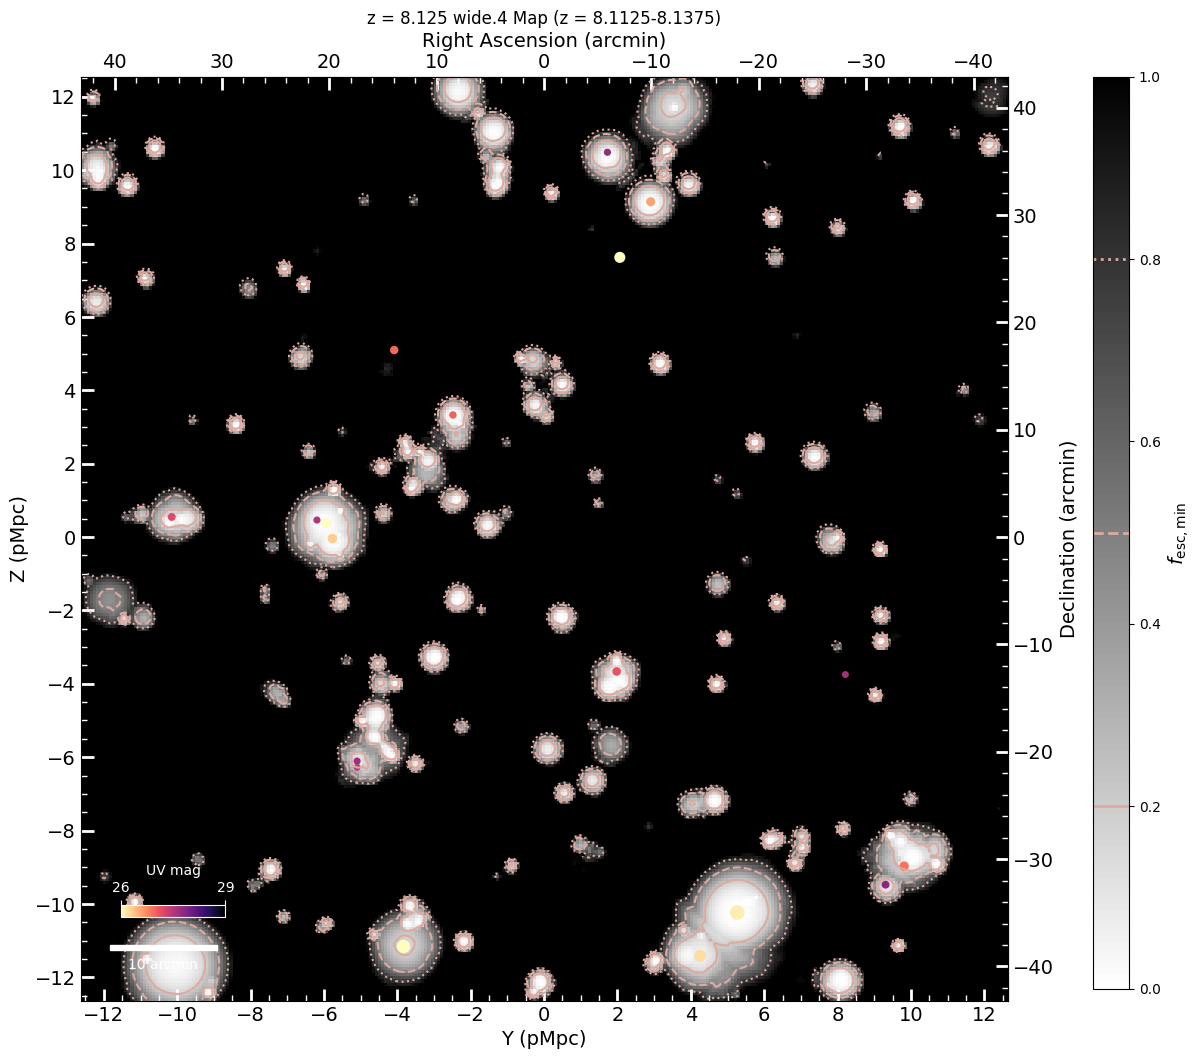 z = 8.125 wide.4 Map (z = 8.1125-8.1375)
Right Ascension (arcmin)
40 30 20 10 0 −10 −20 −30 −40
12
10
8
6
4
2
0
−2
−4
−6
−8
−10
−12
Z (pMpc)
UV mag
26 29
10 arcmin
−12 −10 −8 −6 −4 −2 0 2 4 6 8 10 12
Y (pMpc)
40
30
20
10
0
−10
−20
−30
−40
Declination (arcmin)
1.0
0.8
0.6
0.4
0.2
0.0
fesc,min